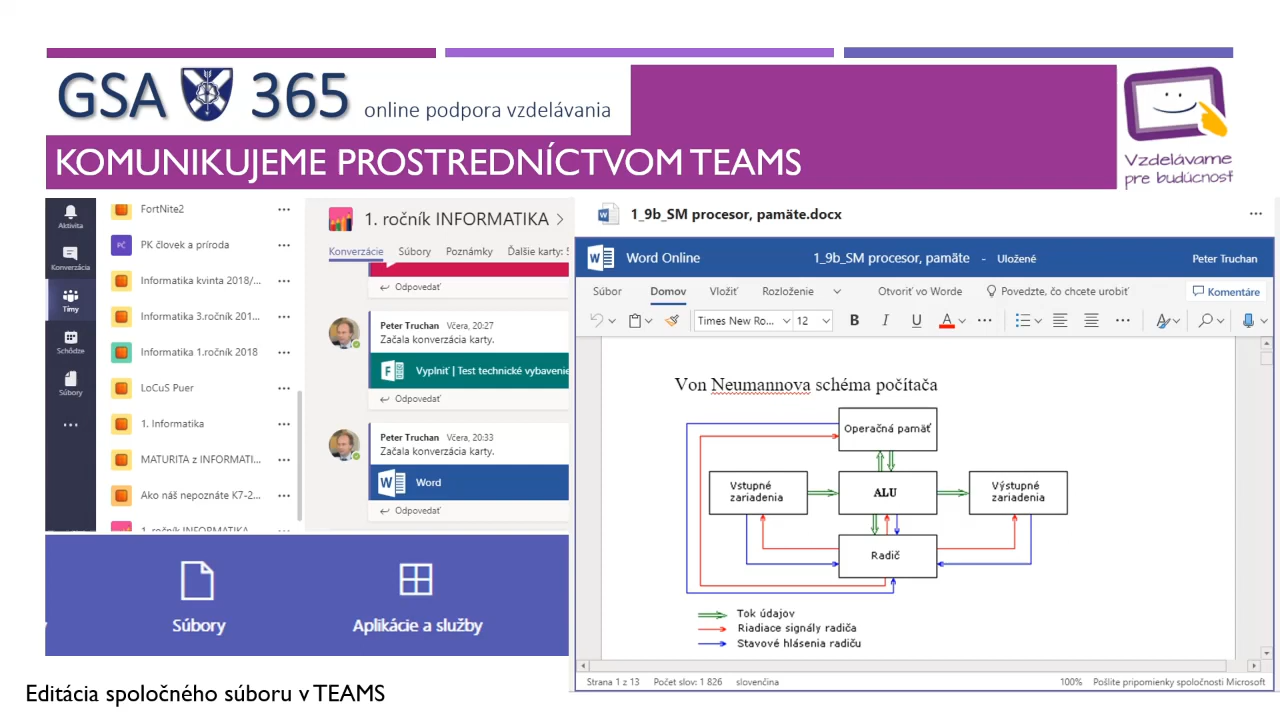 GSA 365 online podpora vzdelávania
KOMUNIKUJEME PROSTREDNÍCTVOM TEAMS
Vzdelávame
pre budúcnosť
Aktivita
Konverzácia
Tímy
Schôdze
Súbory
FortNite2
PČ
PK človek a príroda
Informatika kvinta 2018/...
Informatika 3.ročník 201...
Informatika 1.ročník 2018
LoCuS Puer
1. Informatika
MATURITA z INFORMATI...
Ako náš nepoznáte K7-2...
1. ročník INFORMATIKA
1. ročník INFORMATIKA
Konverzácie Súbory Poznámky Ďalšie karty: 5
Odpovedať
Peter Truchan Včera, 20:27
Začala konverzácia karty.
Vyplniť | Test technické vybavenie
Odpovedať
Peter Truchan Včera, 20:33
Začala konverzácia karty.
Word
Odpovedať
Súbory
Aplikácie a služby
1_9b_SM procesor, pamäte.docx
Word Online 1_9b_SM procesor, pamäte - Uložené Peter Truchan
Súbor Domov Vložiť Rozloženie Otvoriť vo Worde Povedzte, čo chcete urobiť Komentáre
Times New Ro... 12 B I U A
Von Neumannova schéma počítača
Operačná pamäť
Vstupné
zariadenia
ALU
Výstupné
zariadenia
Radič
Tok údajov
Riadiace signály radiča
Stavové hlásenia radiču
Strana 1 z 13 Počet slov: 1 826 slovenčina 100% Pošlite pripomienky spoločnosti Microsoft
Editácia spoločného súboru v TEAMS